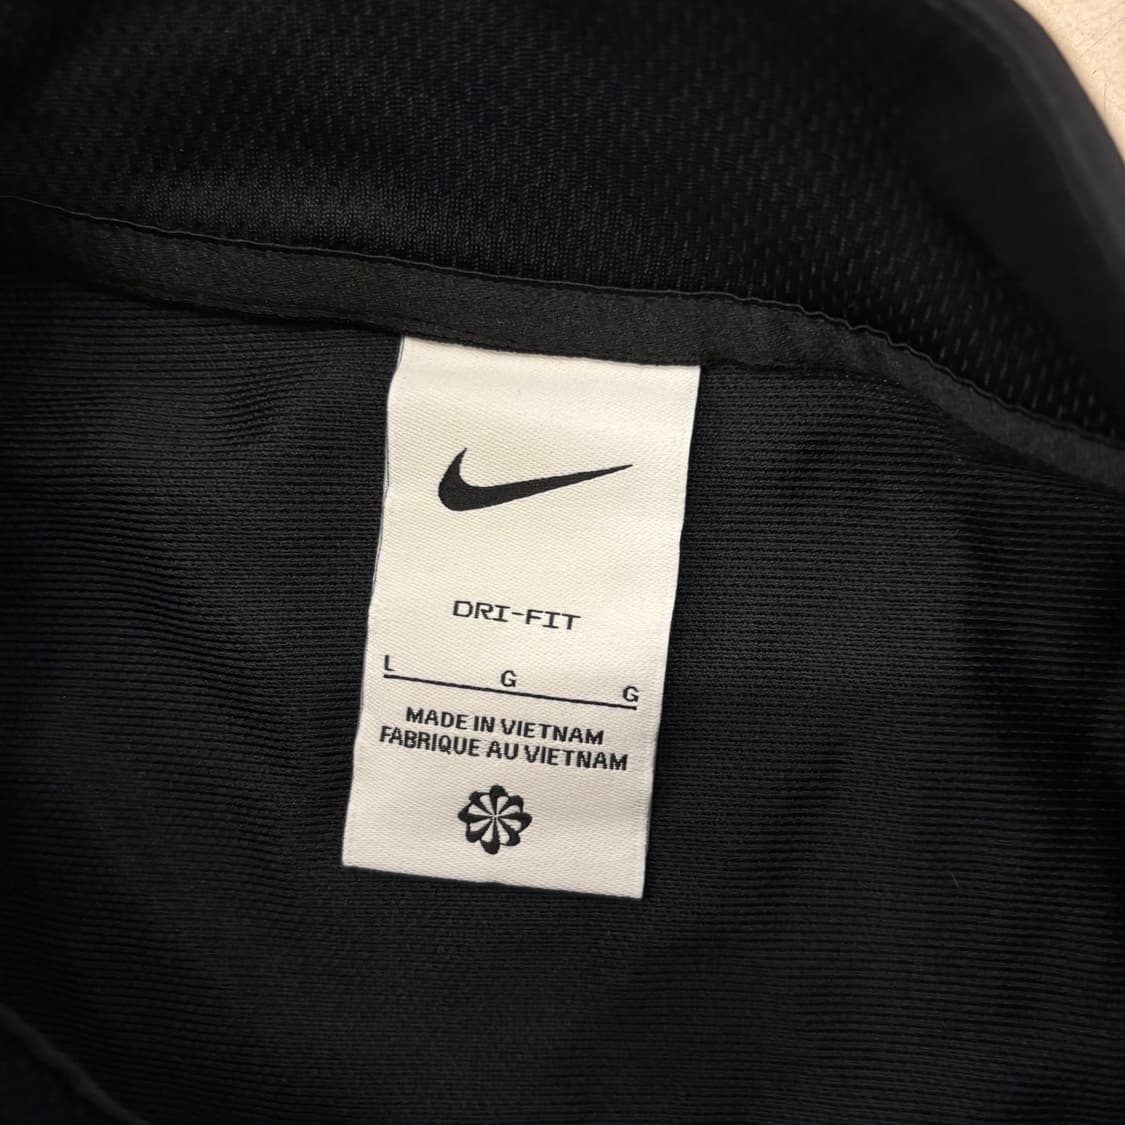 DRI-FIT
L G G
MADE IN VIETNAM
FABRIQUE AU VIETNAM